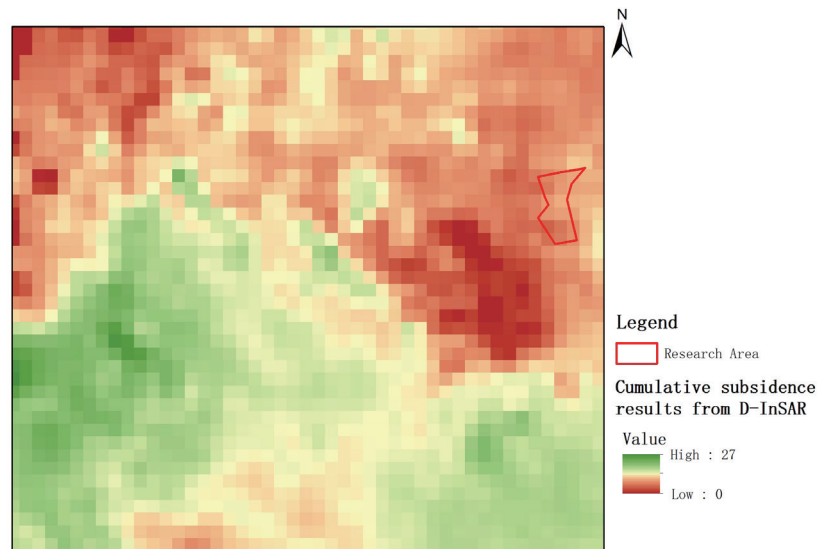 N
Legend
Research Area
Cumulative subsidence
results from D-InSAR
Value
High : 27
Low : 0